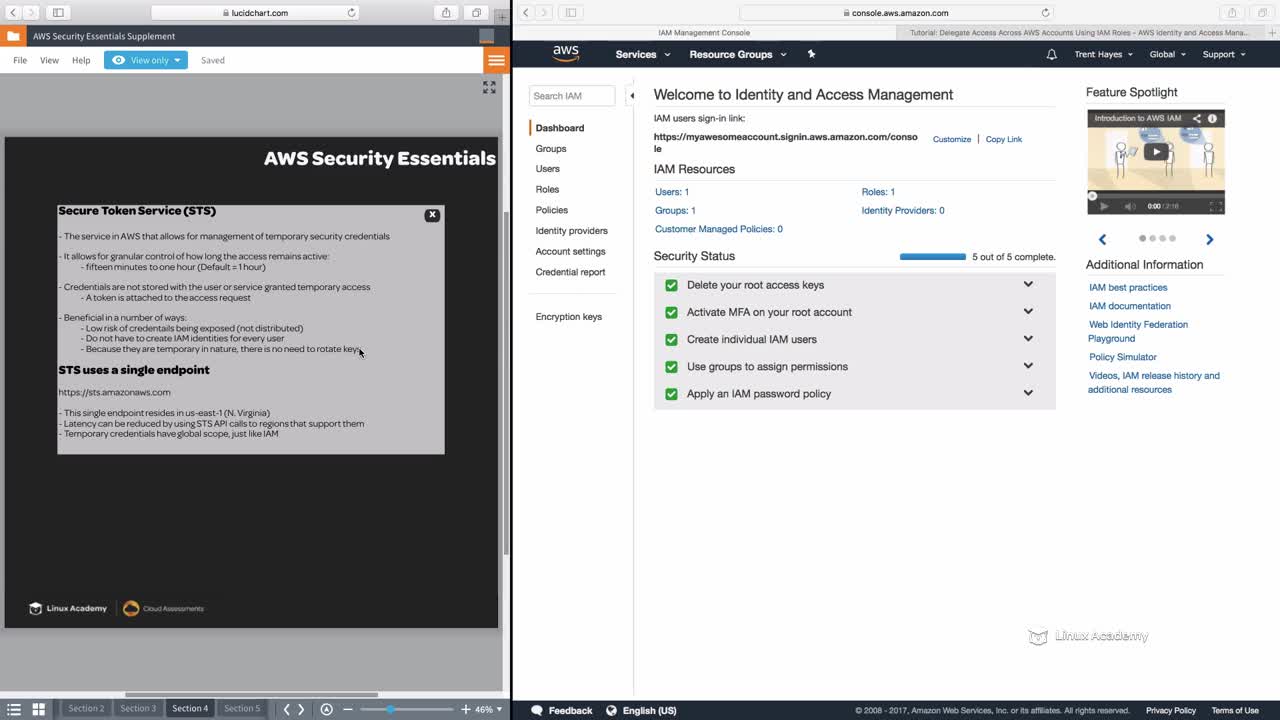 lucidchart.com
AWS Security Essentials Supplement
File View Help View only Saved
AWS Security Essentials
Secure Token Service (STS)
X
- The service in AWS that allows for management of temporary security credentials
- It allows for granular control of how long the access remains active:
- fifteen minutes to one hour (Default = 1 hour)
- Credentials are not stored with the user or service granted temporary access
- A token is attached to the access request
- Beneficial in a number of ways:
- Low risk of credentails being exposed (not distributed)
- Do not have to create IAM identities for every user
- Because they are temporary in nature, there is no need to rotate keys
STS uses a single endpoint
https://sts.amazonaws.com
- This single endpoint resides in us-east-1 (N. Virginia)
- Latency can be reduced by using STS API calls to regions that support them
- Temporary credentials have global scope, just like IAM
Linux Academy
Cloud Assessments
Section 2 Section 3 Section 4 Section 5 46%
console.aws.amazon.com
IAM Management Console
Tutorial: Delegate Access Across AWS Accounts Using IAM Roles - AWS Identity and Access Mana...
aws
Services Resource Groups Trent Hayes Global Support
Search IAM
Dashboard
Groups
Users
Roles
Policies
Identity providers
Account settings
Credential report
Encryption keys
Welcome to Identity and Access Management
IAM users sign-in link:
https://myawesomeaccount.signin.aws.amazon.com/conso
le
Customize | Copy Link
IAM Resources
Users: 1 Roles: 1
Groups: 1 Identity Providers: 0
Customer Managed Policies: 0
Security Status 5 out of 5 complete.
Delete your root access keys
Activate MFA on your root account
Create individual IAM users
Use groups to assign permissions
Apply an IAM password policy
Feature Spotlight
Introduction to AWS IAM
0:00 / 2:16
Additional Information
IAM best practices
IAM documentation
Web Identity Federation
Playground
Policy Simulator
Videos, IAM release history and
additional resources
Linux Academy
Feedback English (US)
© 2008 - 2017, Amazon Web Services, Inc. or its affiliates. All rights reserved. Privacy Policy Terms of Use